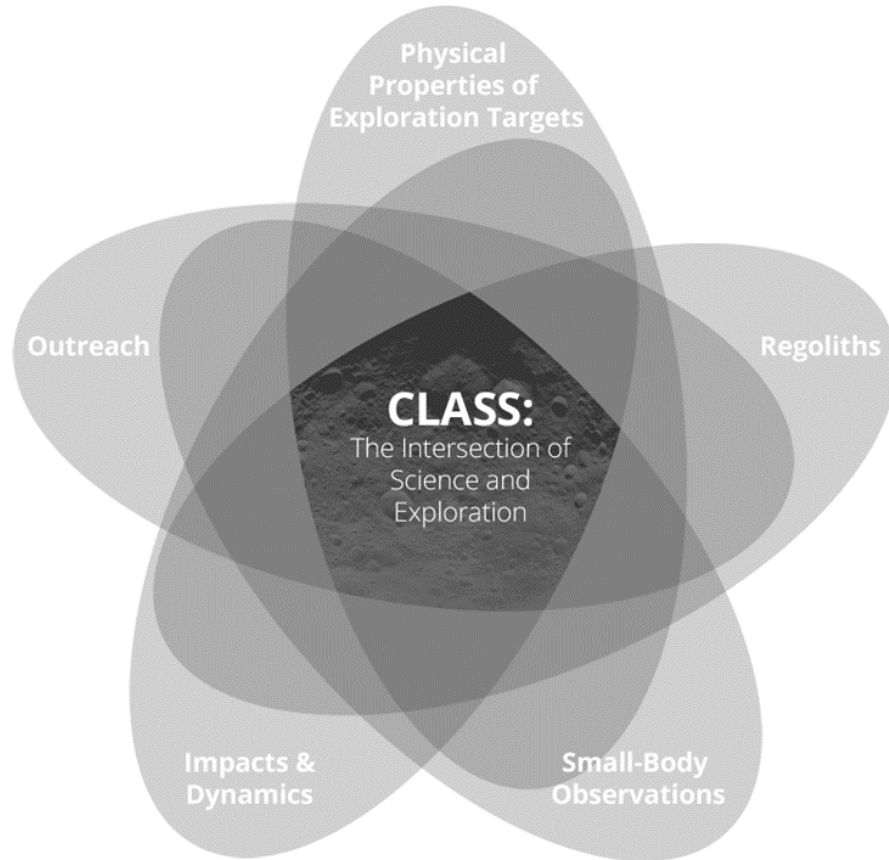 Physical
Properties of
Exploration Targets
Outreach
Regoliths
CLASS:
The Intersection of
Science and
Exploration
Impacts &
Dynamics
Small-Body
Observations